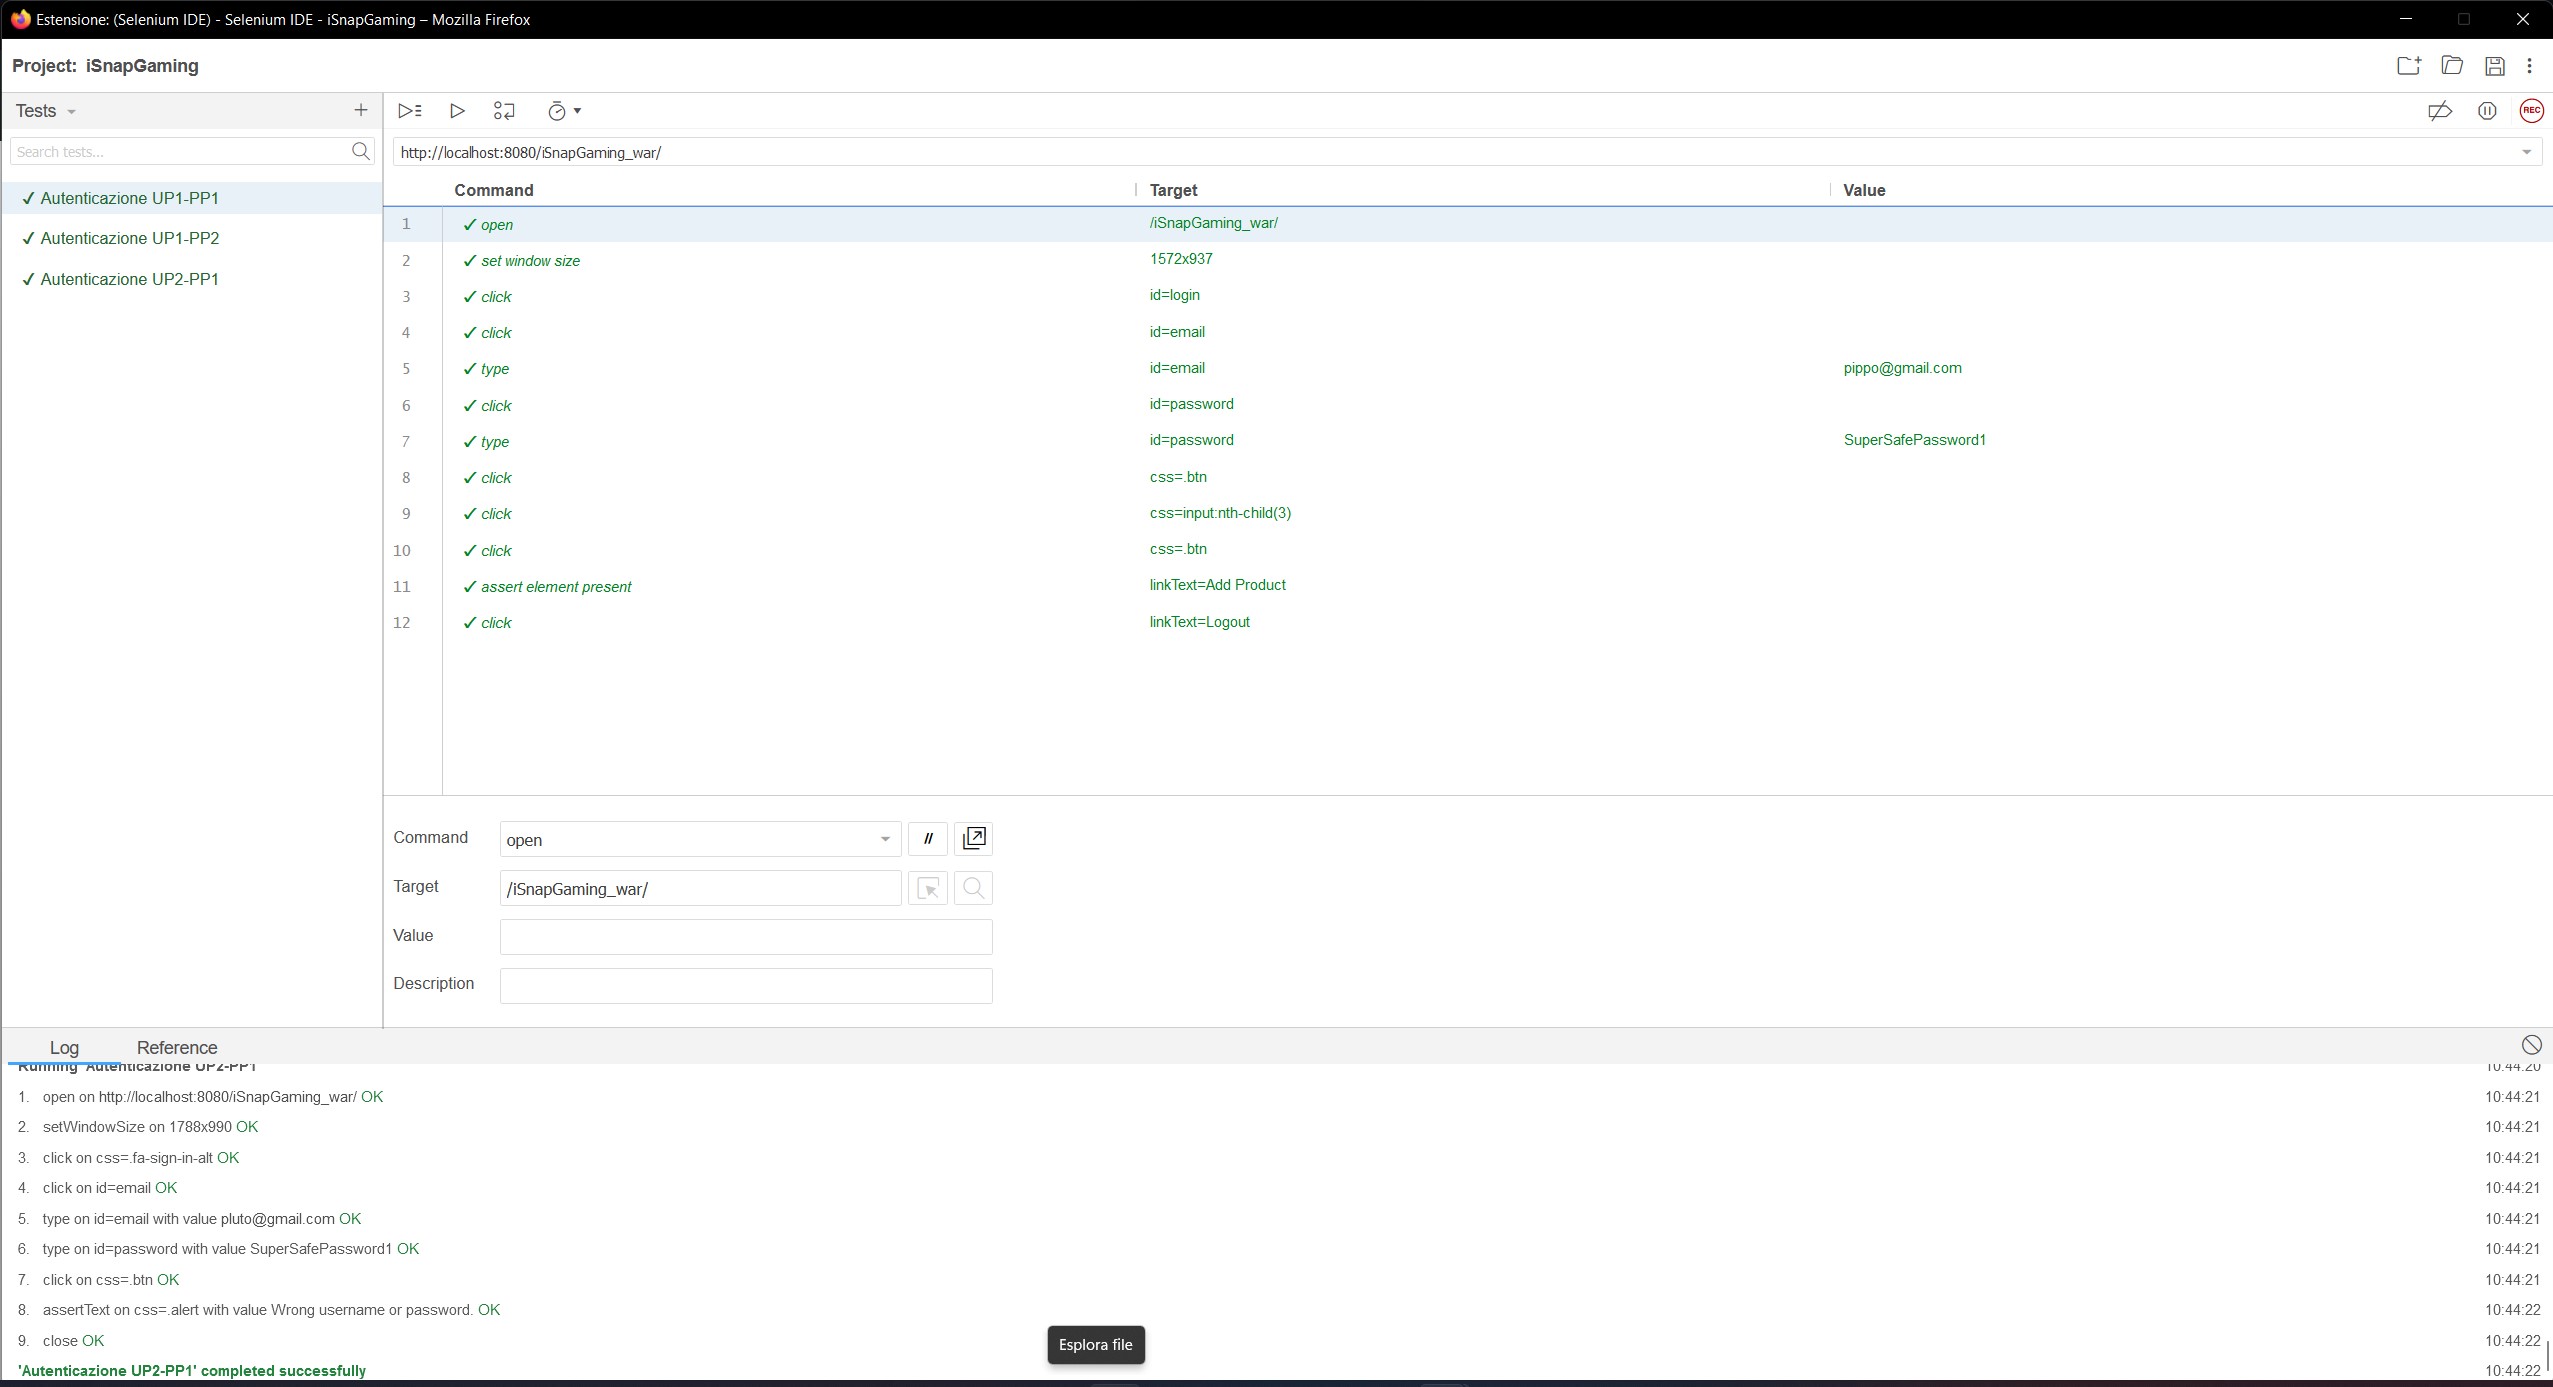 Estensione: (Selenium IDE) - Selenium IDE - iSnapGaming – Mozilla Firefox
Project: iSnapGaming
Tests
Search tests...
✓ Autenticazione UP1-PP1
✓ Autenticazione UP1-PP2
✓ Autenticazione UP2-PP1
REC
http://localhost:8080/iSnapGaming_war/
Command Target Value
1 ✓ open /iSnapGaming_war/
2 ✓ set window size 1572x937
3 ✓ click id=login
4 ✓ click id=email
5 ✓ type id=email pippo@gmail.com
6 ✓ click id=password
7 ✓ type id=password SuperSafePassword1
8 ✓ click css=.btn
9 ✓ click css=input:nth-child(3)
10 ✓ click css=.btn
11 ✓ assert element present linkText=Add Product
12 ✓ click linkText=Logout
Command open //
Target /iSnapGaming_war/
Value
Description
Log Reference
Running 'Autenticazione UP2-PP1' 10:44:20
1. open on http://localhost:8080/iSnapGaming_war/ OK 10:44:21
2. setWindowSize on 1788x990 OK 10:44:21
3. click on css=.fa-sign-in-alt OK 10:44:21
4. click on id=email OK 10:44:21
5. type on id=email with value pluto@gmail.com OK 10:44:21
6. type on id=password with value SuperSafePassword1 OK 10:44:21
7. click on css=.btn OK 10:44:21
8. assertText on css=.alert with value Wrong username or password. OK 10:44:22
9. close OK 10:44:22
'Autenticazione UP2-PP1' completed successfully 10:44:22
Esplora file